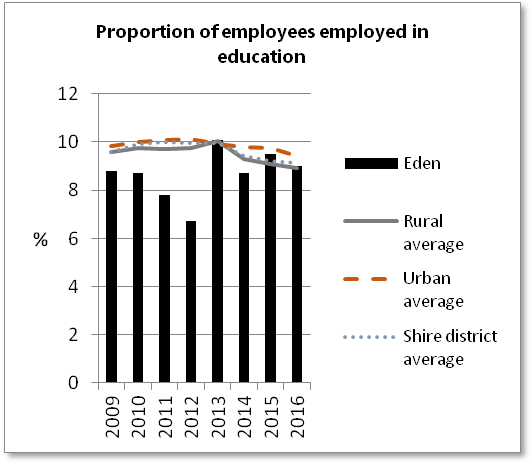 Proportion of employees employed in
education
12
10
8
6
4
2
0
%
2009
2010
2011
2012
2013
2014
2015
2016
Eden
Rural
average
Urban
average
Shire district
average